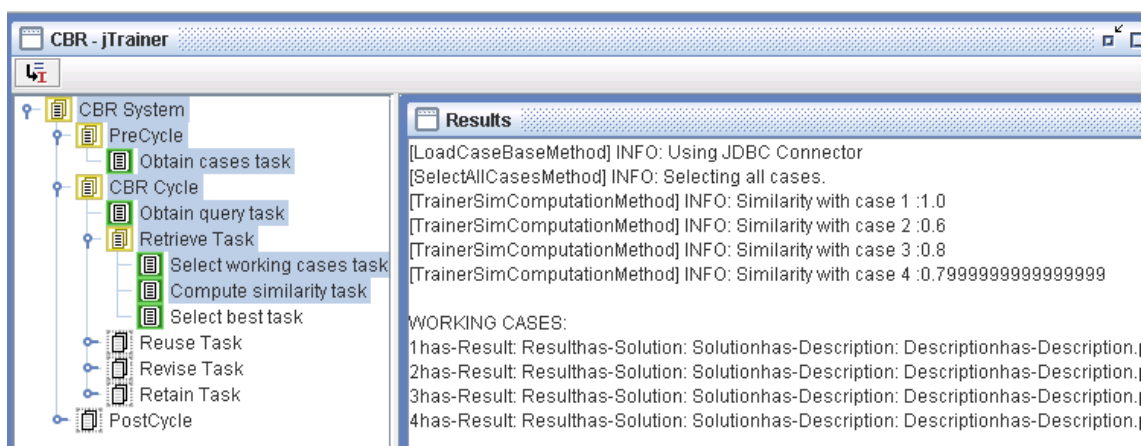 CBR - jTrainer
CBR System
PreCycle
Obtain cases task
CBR Cycle
Obtain query task
Retrieve Task
Select working cases task
Compute similarity task
Select best task
Reuse Task
Revise Task
Retain Task
PostCycle
Results
[LoadCaseBaseMethod] INFO: Using JDBC Connector
[SelectAllCasesMethod] INFO: Selecting all cases.
[TrainerSimComputationMethod] INFO: Similarity with case 1 :1.0
[TrainerSimComputationMethod] INFO: Similarity with case 2 :0.6
[TrainerSimComputationMethod] INFO: Similarity with case 3 :0.8
[TrainerSimComputationMethod] INFO: Similarity with case 4 :0.7999999999999999
WORKING CASES:
1has-Result: Resulthas-Solution: Solutionhas-Description: Descriptionhas-Description.p
2has-Result: Resulthas-Solution: Solutionhas-Description: Descriptionhas-Description.p
3has-Result: Resulthas-Solution: Solutionhas-Description: Descriptionhas-Description.p
4has-Result: Resulthas-Solution: Solutionhas-Description: Descriptionhas-Description.p